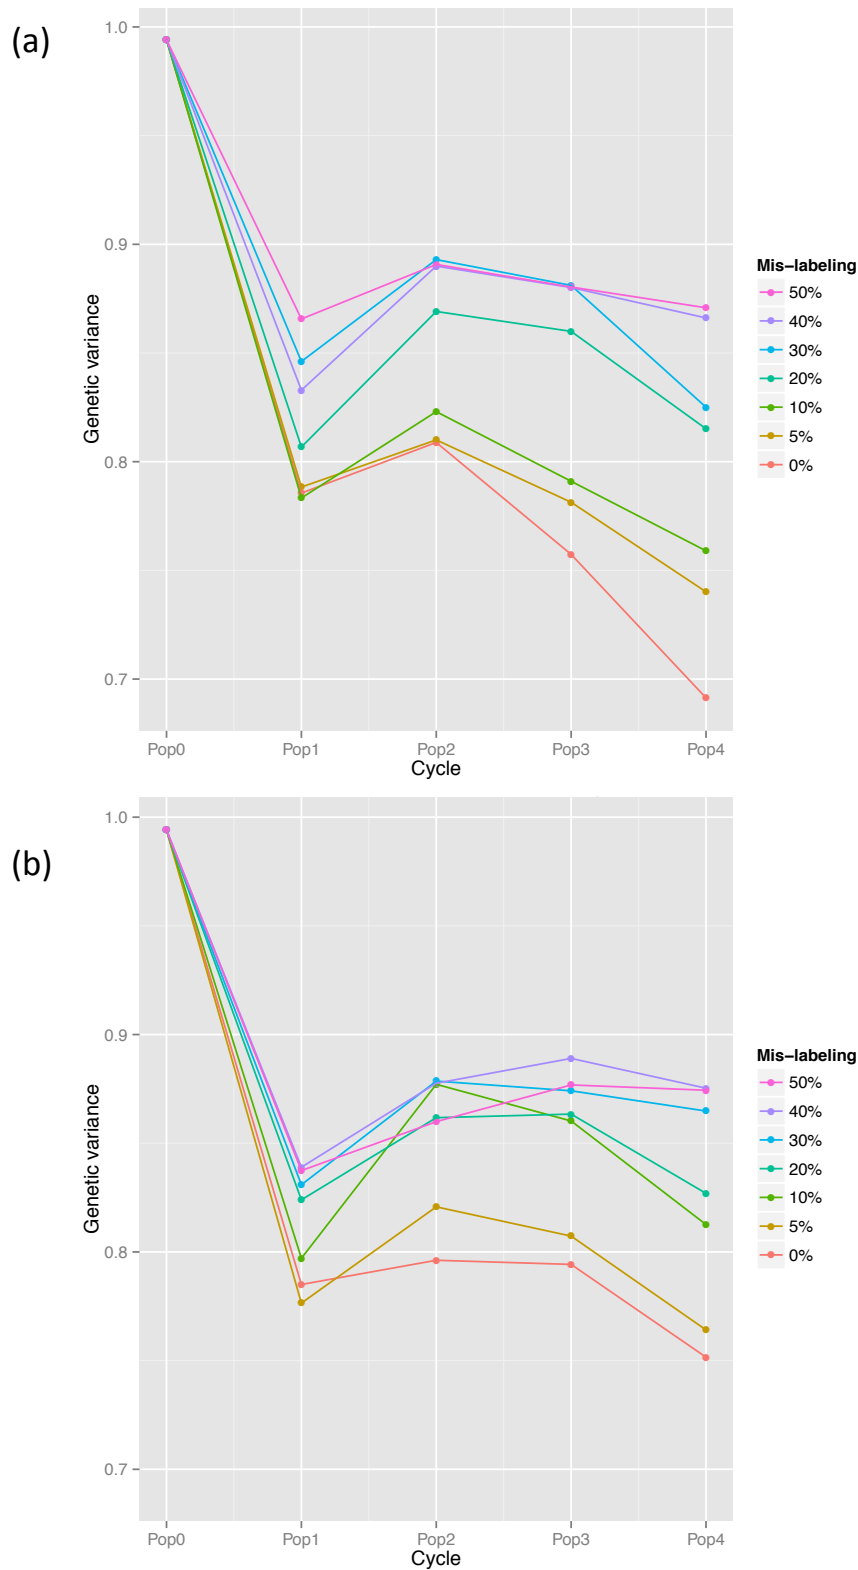 (a)
1.0
0.9
0.8
0.7
Genetic variance
Pop0 Pop1 Pop2 Pop3 Pop4
Cycle
Mis-labeling
50%
40%
30%
20%
10%
5%
0%
(b)
1.0
0.9
0.8
0.7
Genetic variance
Pop0 Pop1 Pop2 Pop3 Pop4
Cycle
Mis-labeling
50%
40%
30%
20%
10%
5%
0%